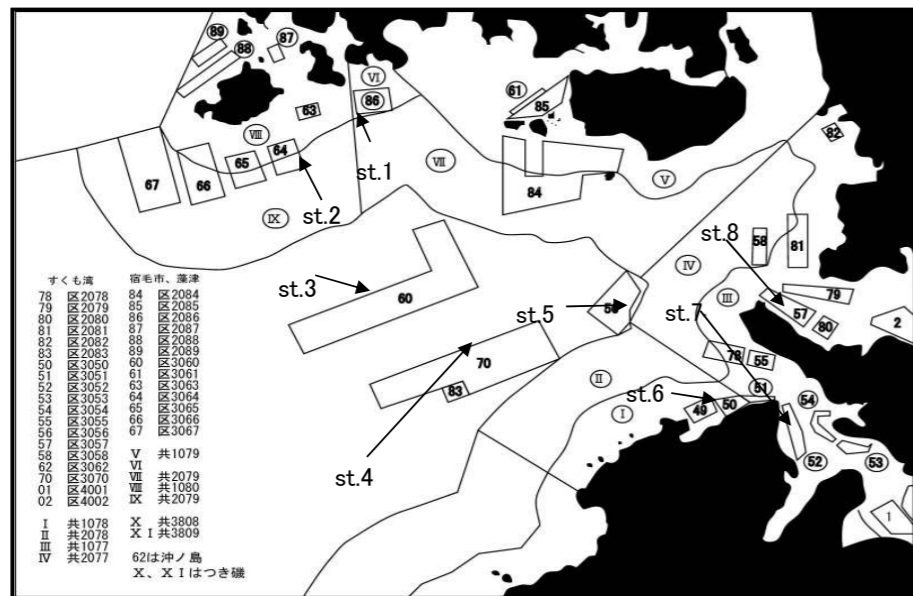 89
88
87
Ⅵ
86
63
61
85
82
Ⅷ
64
65
st.1
Ⅶ
67
66
84
Ⅴ
st.2
Ⅸ
st.8
58
81
Ⅳ
st.3
60
st.5
56
Ⅲ
79
57
80
2
st.7
70
78
55
83
Ⅱ
51
54
st.6
49
50
Ⅰ
52
53
st.4
1
すくも湾
78 区2078
79 区2079
80 区2080
81 区2081
82 区2082
83 区2083
50 区3050
51 区3051
52 区3052
53 区3053
54 区3054
55 区3055
56 区3056
57 区3057
58 区3058
62 区3062
70 区3070
01 区4001
02 区4002
Ⅰ 共1078
Ⅱ 共2078
Ⅲ 共1077
Ⅳ 共2077
宿毛市、藻津
84 区2084
85 区2085
86 区2086
87 区2087
88 区2088
89 区2089
60 区3060
61 区3061
63 区3063
64 区3064
65 区3065
66 区3066
67 区3067
Ⅴ 共1079
Ⅵ
Ⅶ 共2079
Ⅷ 共1080
Ⅸ 共2079
Ⅹ 共3808
ⅩⅠ共3809
62は沖ノ島
Ⅹ、ⅩⅠはつき磯